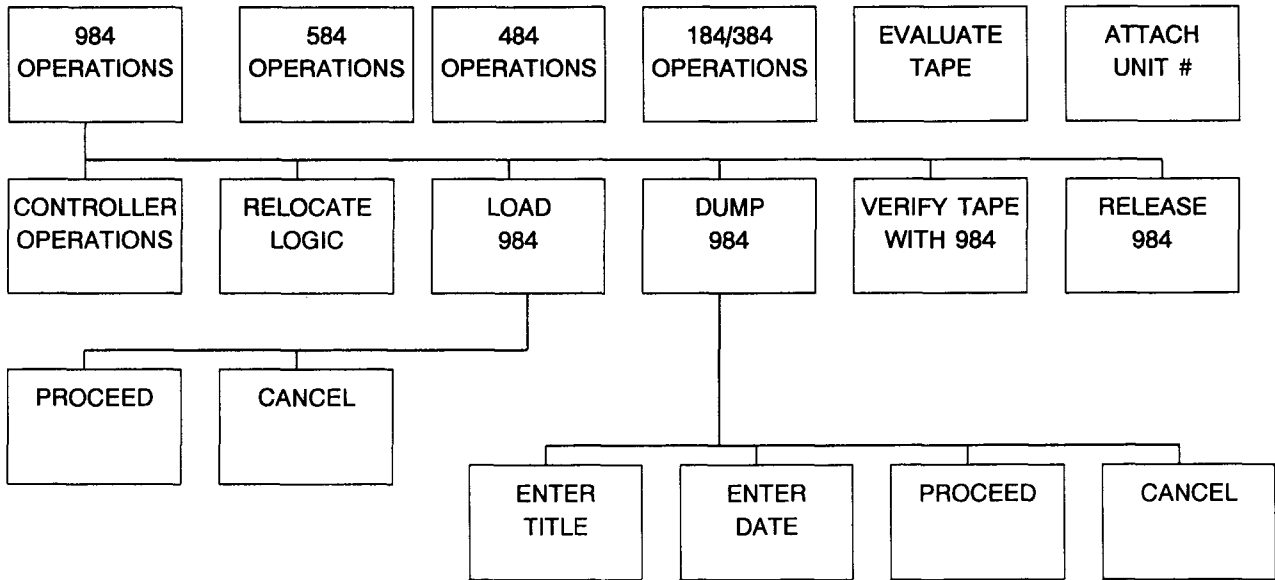 984
OPERATIONS
584
OPERATIONS
484
OPERATIONS
184/384
OPERATIONS
EVALUATE
TAPE
ATTACH
UNIT #
CONTROLLER
OPERATIONS
RELOCATE
LOGIC
LOAD
984
DUMP
984
VERIFY TAPE
WITH 984
RELEASE
984
PROCEED
CANCEL
ENTER
TITLE
ENTER
DATE
PROCEED
CANCEL